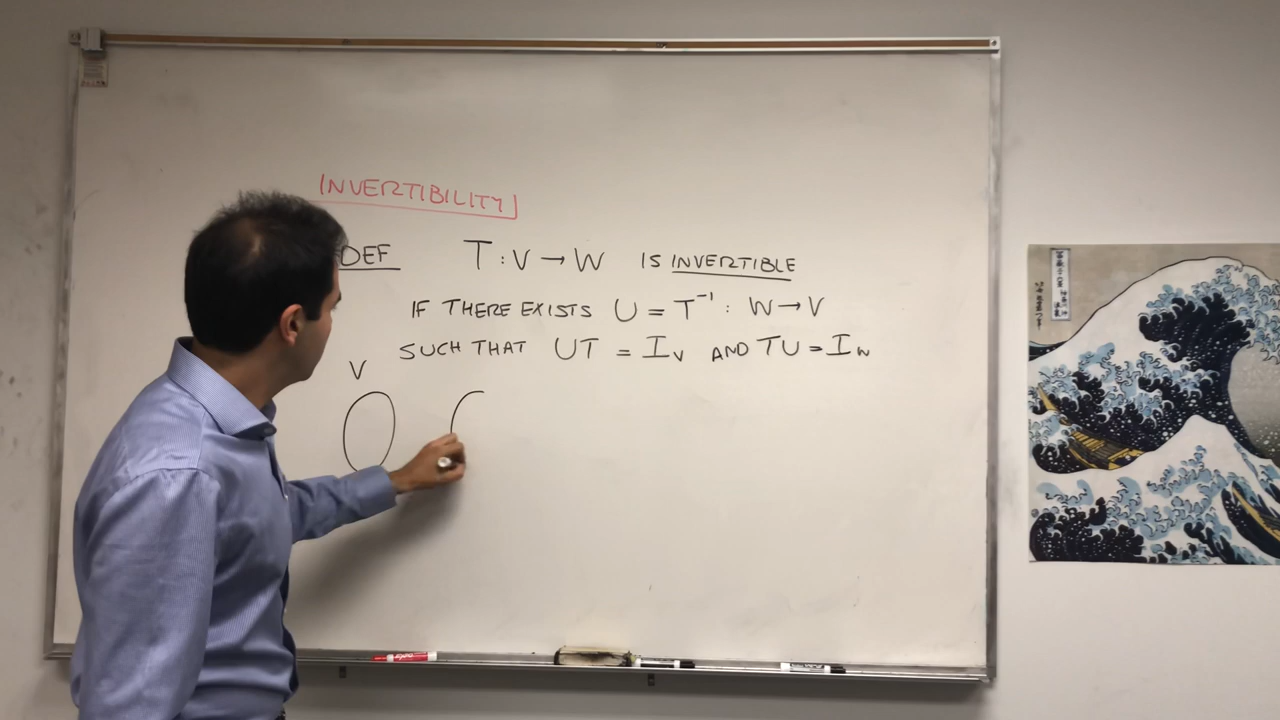 INVERTIBILITY
DEF T : V → W IS INVERTIBLE
IF THERE EXISTS U = T⁻¹ : W → V
SUCH THAT UT = I_V AND TU = I_W
V